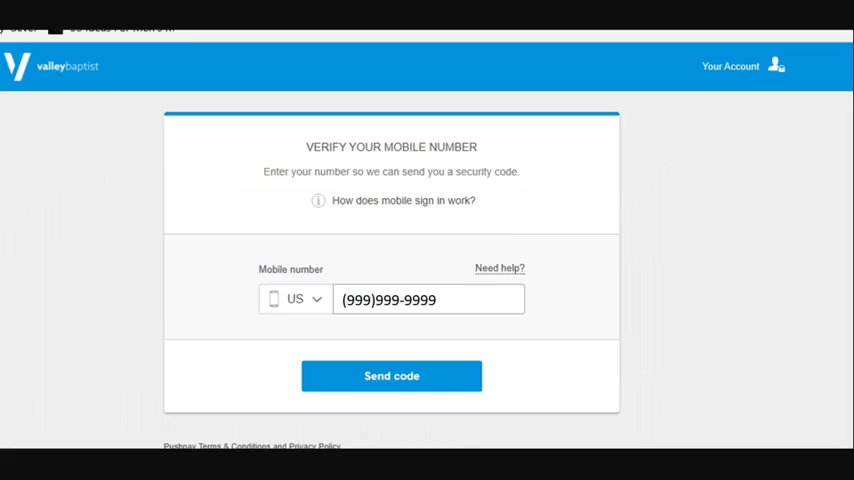 valleybaptist
Your Account
VERIFY YOUR MOBILE NUMBER
Enter your number so we can send you a security code.
How does mobile sign in work?
Mobile number
Need help?
US
(999)999-9999
Send code
Pushpay Terms & Conditions and Privacy Policy